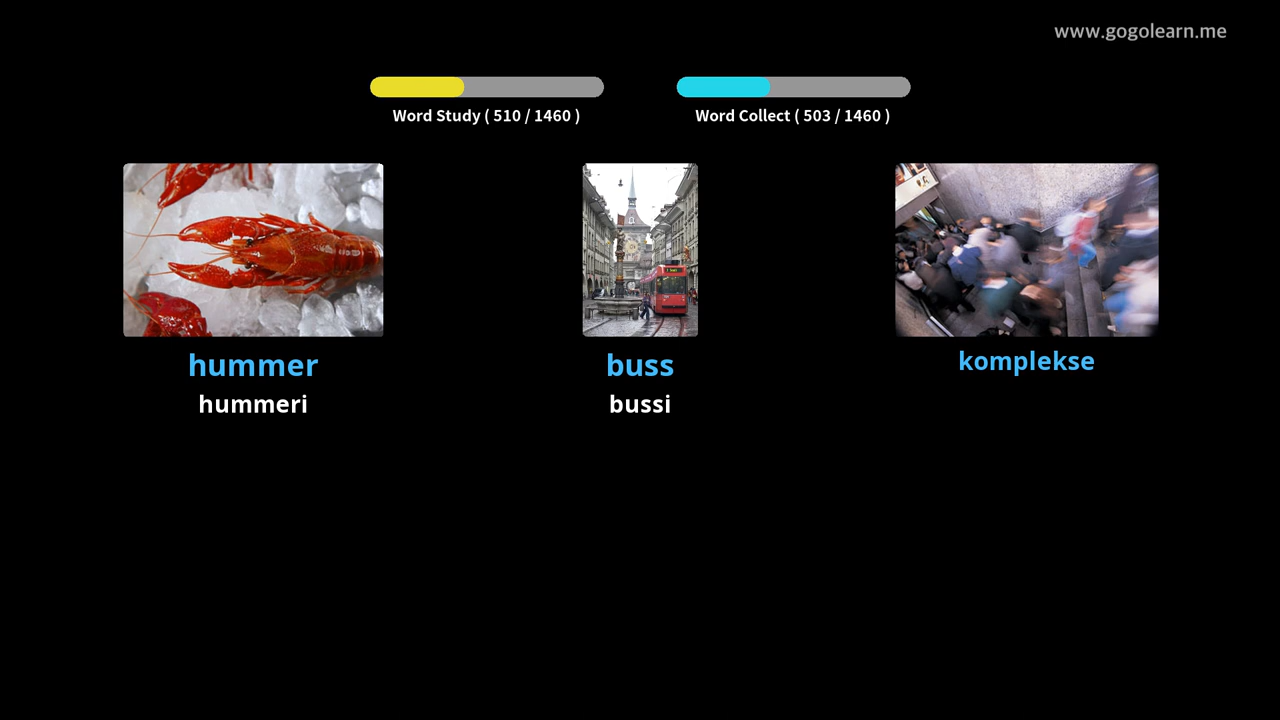 www.gogolearn.me
Word Study ( 510 / 1460 )
Word Collect ( 503 / 1460 )
hummer
hummeri
buss
bussi
komplekse